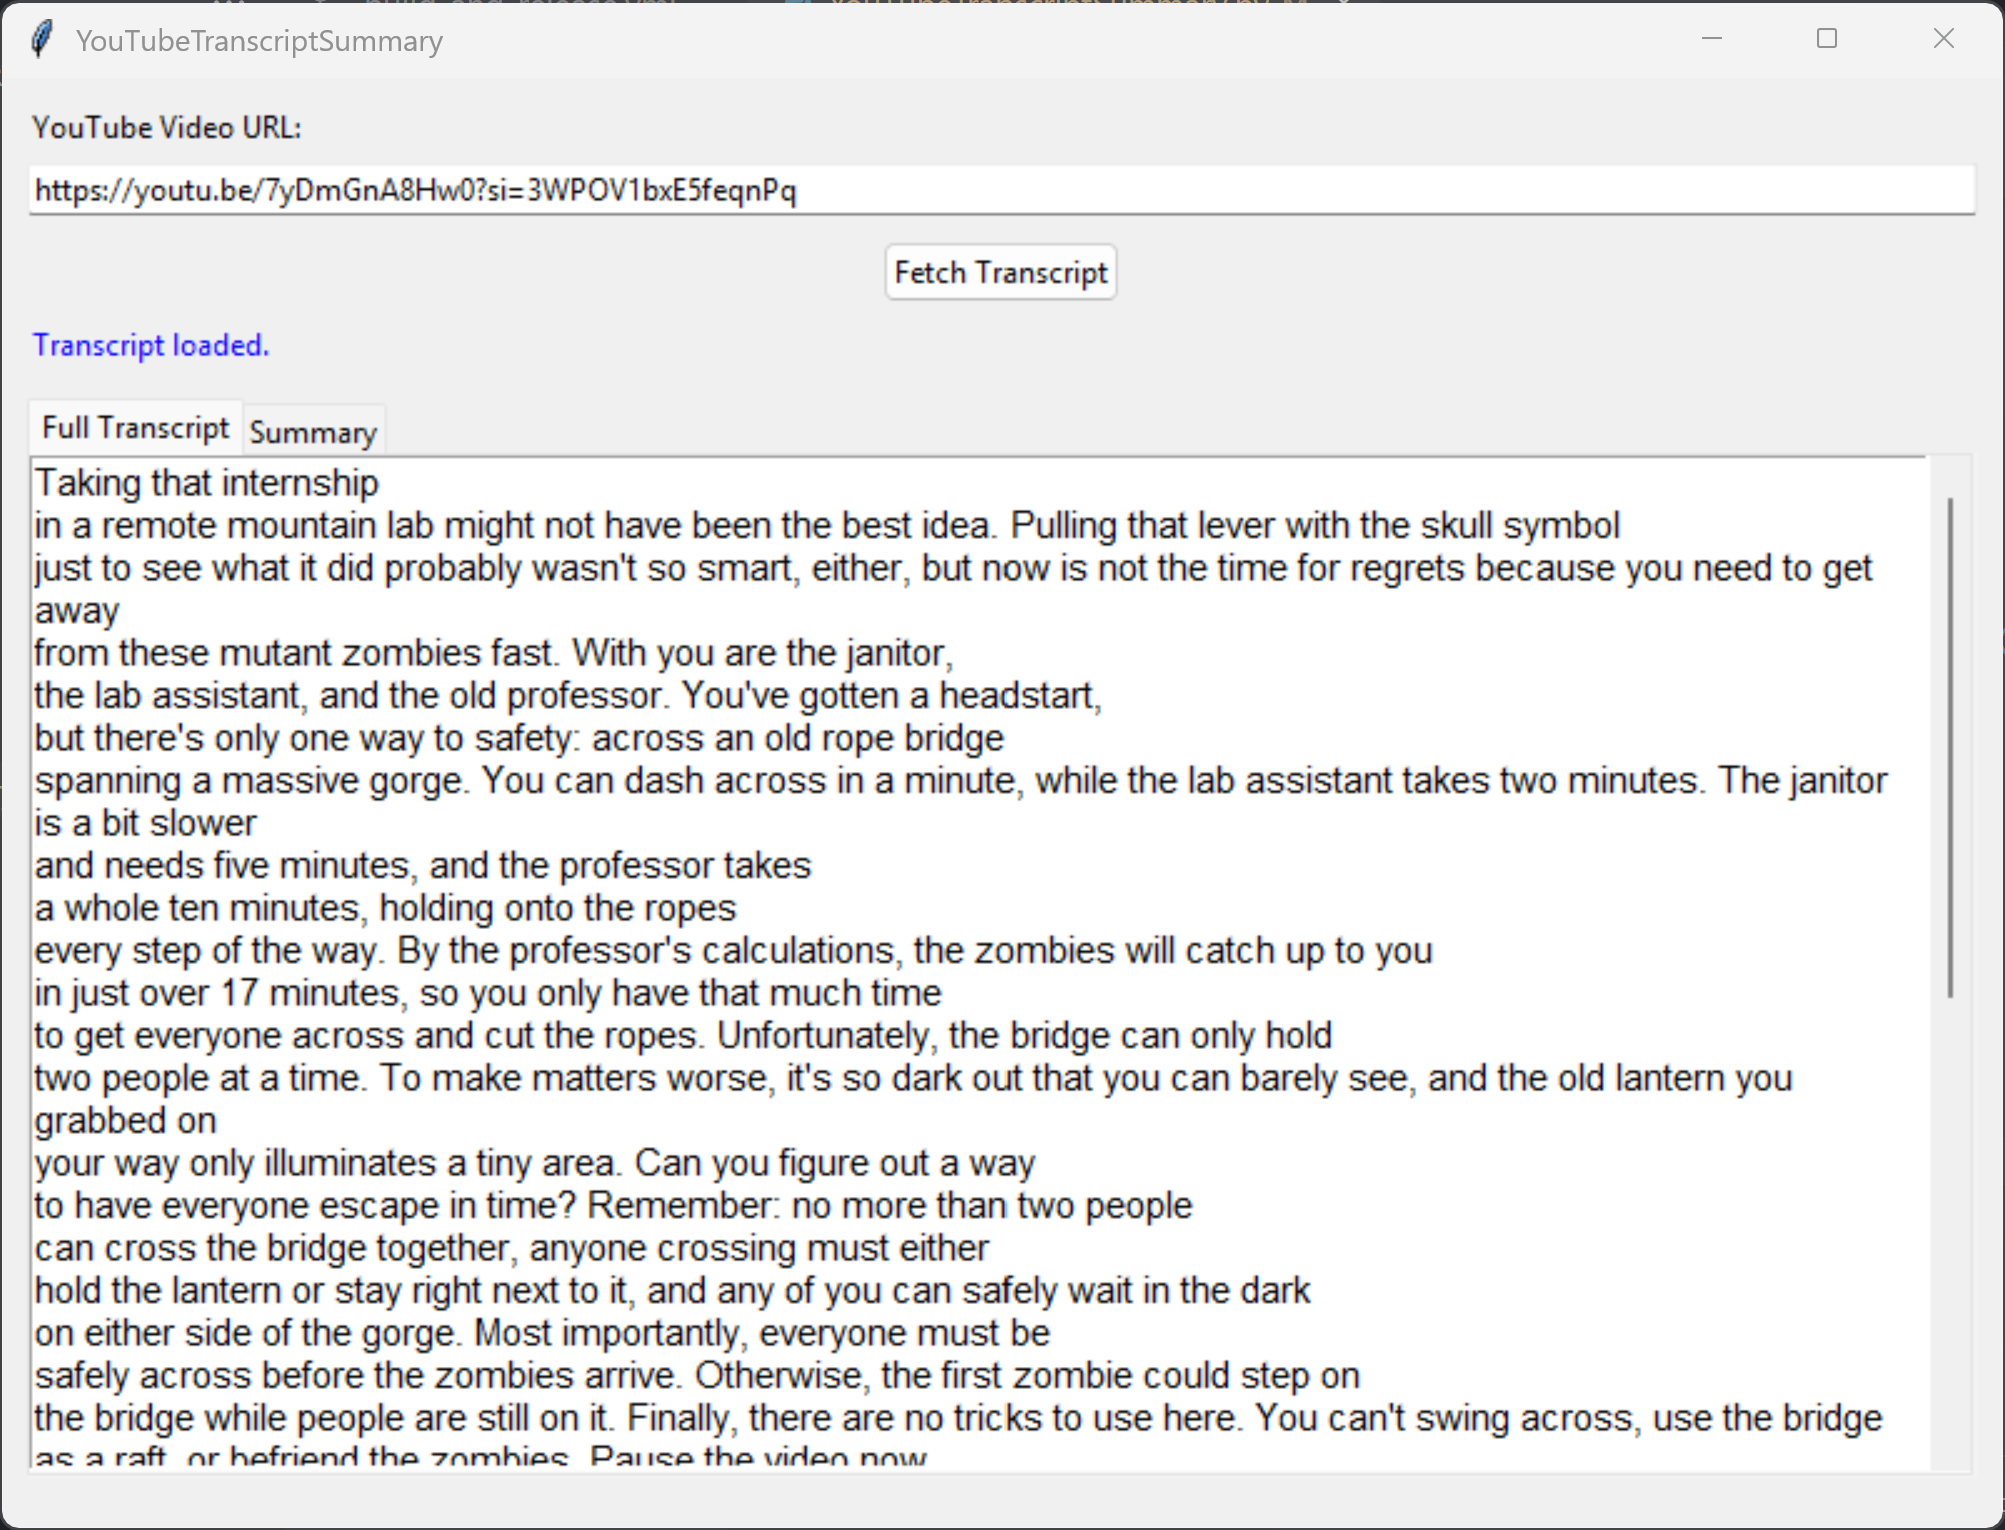 YouTubeTranscriptSummary
YouTube Video URL:
https://youtu.be/7yDmGnA8Hw0?si=3WPOV1bxE5feqnPq
Fetch Transcript
Transcript loaded.
Full Transcript
Summary
Taking that internship
in a remote mountain lab might not have been the best idea. Pulling that lever with the skull symbol
just to see what it did probably wasn't so smart, either, but now is not the time for regrets because you need to get
away
from these mutant zombies fast. With you are the janitor,
the lab assistant, and the old professor. You've gotten a headstart,
but there's only one way to safety: across an old rope bridge
spanning a massive gorge. You can dash across in a minute, while the lab assistant takes two minutes. The janitor
is a bit slower
and needs five minutes, and the professor takes
a whole ten minutes, holding onto the ropes
every step of the way. By the professor's calculations, the zombies will catch up to you
in just over 17 minutes, so you only have that much time
to get everyone across and cut the ropes. Unfortunately, the bridge can only hold
two people at a time. To make matters worse, it's so dark out that you can barely see, and the old lantern you
grabbed on
your way only illuminates a tiny area. Can you figure out a way
to have everyone escape in time? Remember: no more than two people
can cross the bridge together, anyone crossing must either
hold the lantern or stay right next to it, and any of you can safely wait in the dark
on either side of the gorge. Most importantly, everyone must be
safely across before the zombies arrive. Otherwise, the first zombie could step on
the bridge while people are still on it. Finally, there are no tricks to use here. You can't swing across, use the bridge
as a raft, or befriend the zombies. Pause the video now